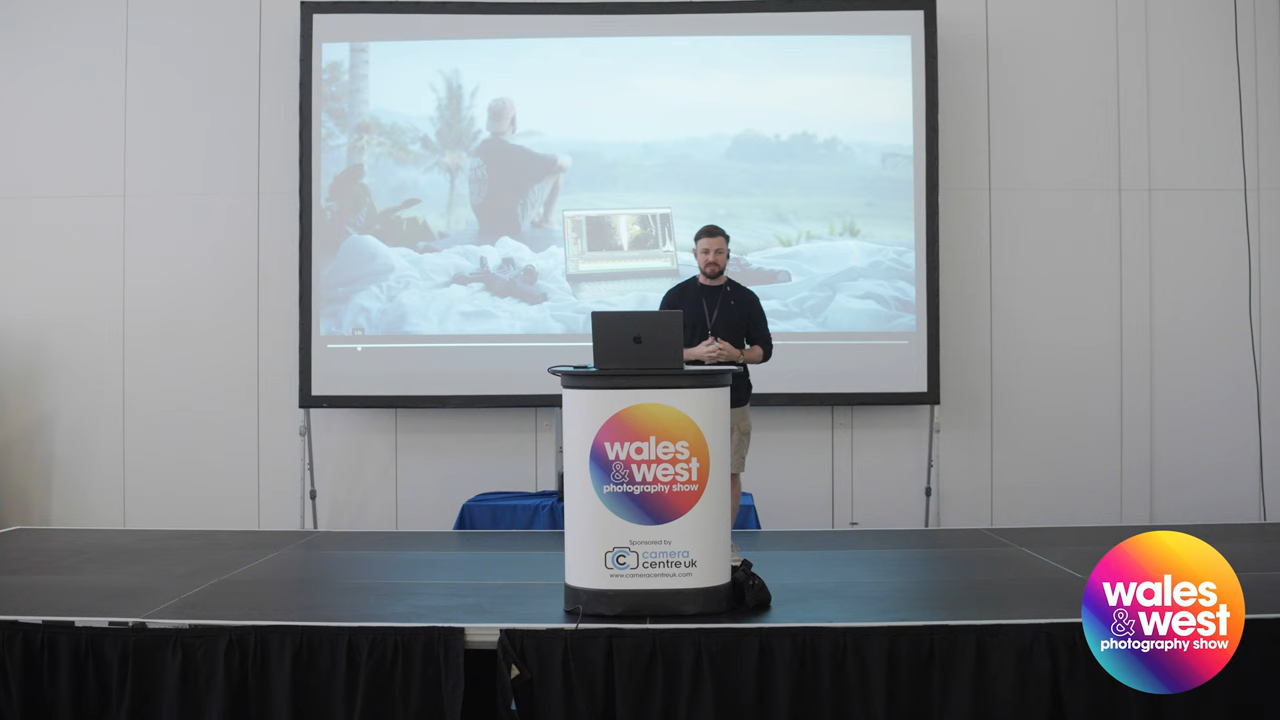 wales
& west
photography show
Sponsored by
C camera
centre uk
www.cameracentreuk.com
wales
& west
photography show